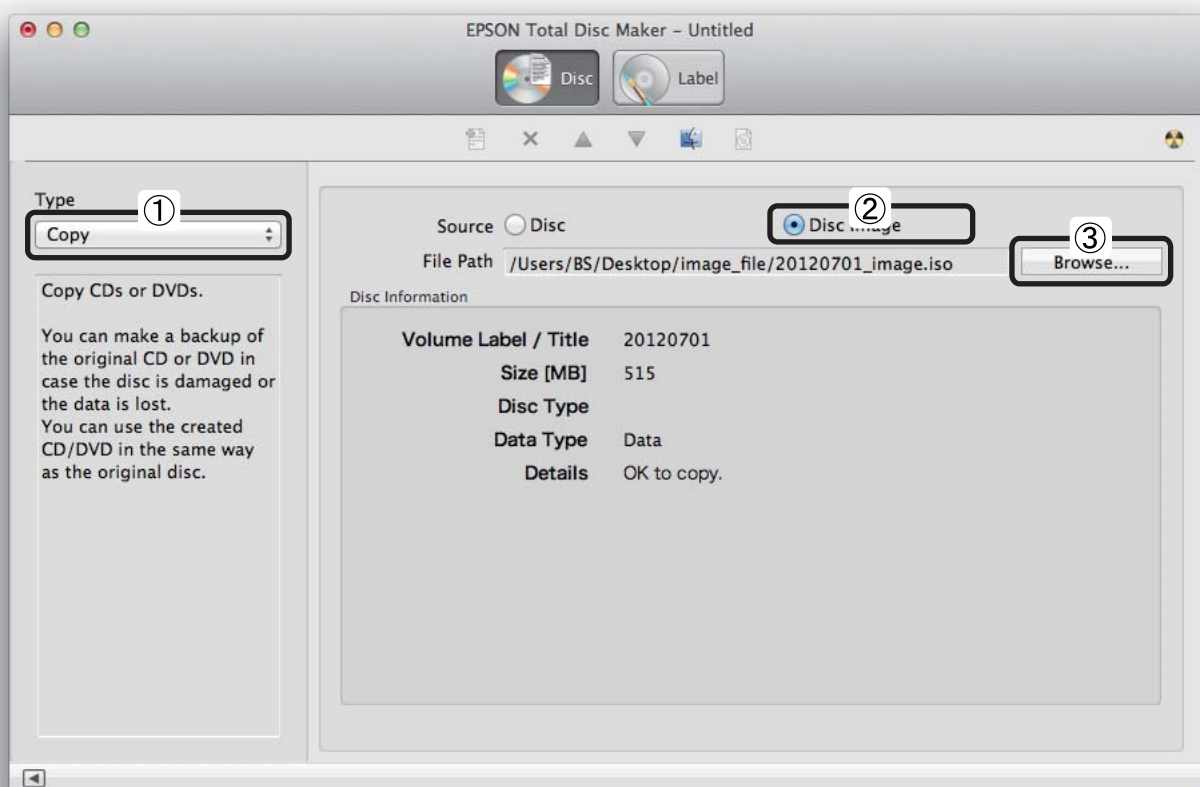 EPSON Total Disc Maker – Untitled
Disc
Label
Type
①
Copy
Copy CDs or DVDs.
You can make a backup of
the original CD or DVD in
case the disc is damaged or
the data is lost.
You can use the created
CD/DVD in the same way
as the original disc.
Source Disc
②
Disc Image
③
File Path /Users/BS/Desktop/image_file/20120701_image.iso Browse...
Disc Information
Volume Label / Title 20120701
Size [MB] 515
Disc Type
Data Type Data
Details OK to copy.